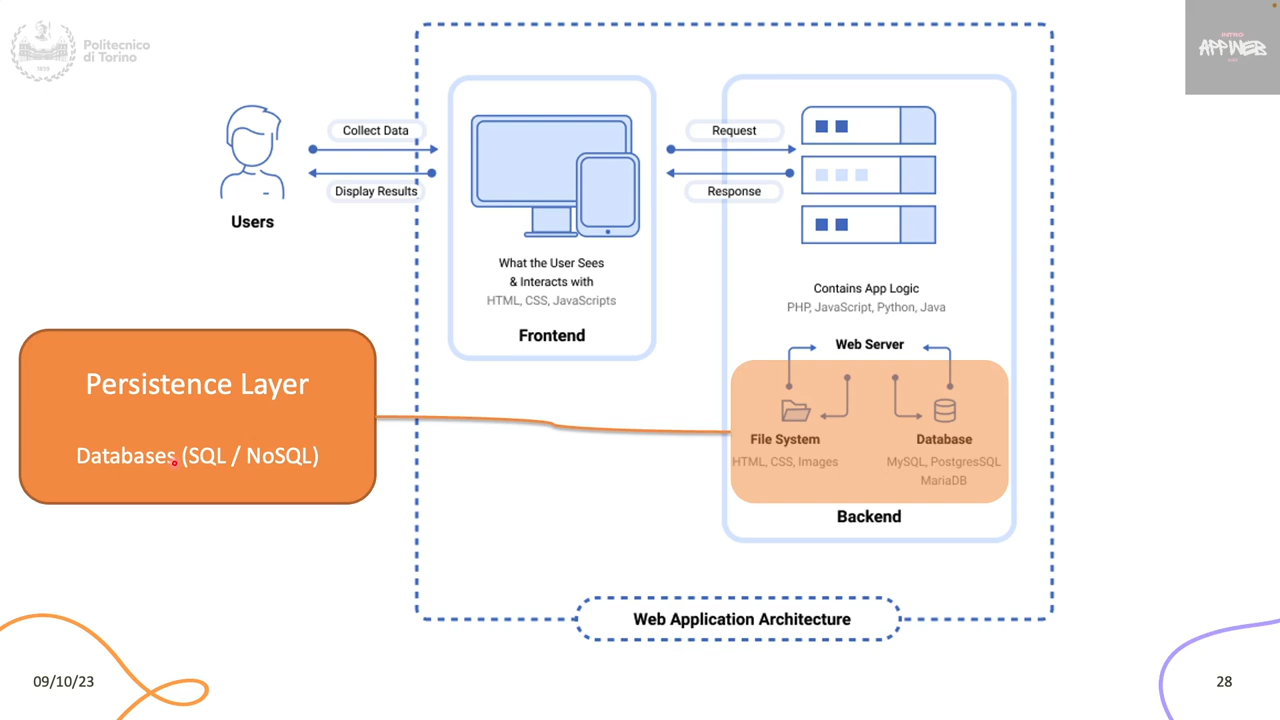 Politecnico
di Torino
INTRO
APPWEB
Collect Data
Display Results
Users
What the User Sees
& Interacts with
HTML, CSS, JavaScripts
Frontend
Request
Response
Contains App Logic
PHP, JavaScript, Python, Java
Web Server
File System
HTML, CSS, Images
Database
MySQL, PostgresSQL
MariaDB
Backend
Persistence Layer
Databases (SQL / NoSQL)
Web Application Architecture
09/10/23
28